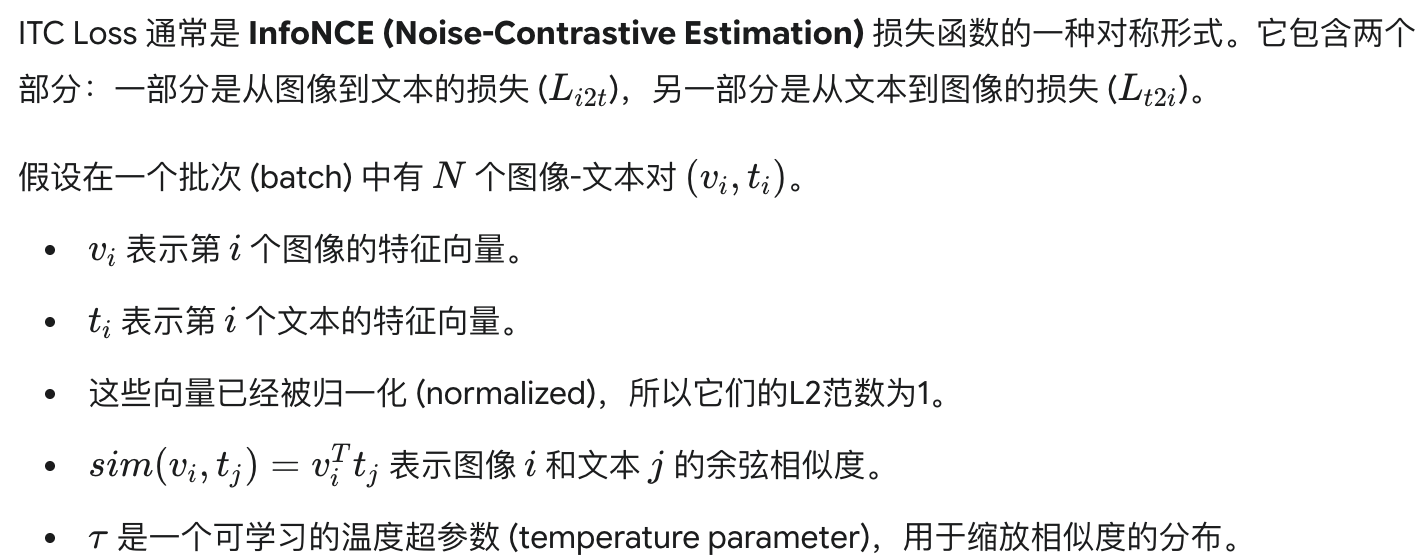 ITC Loss 通常是 InfoNCE (Noise-Contrastive Estimation) 损失函数的一种对称形式。它包含两个
部分：一部分是从图像到文本的损失 ($L_{i2t}$)，另一部分是从文本到图像的损失 ($L_{t2i}$)。
假设在一个批次 (batch) 中有 $N$ 个图像-文本对 $(v_i, t_i)$。
• $v_i$ 表示第 $i$ 个图像的特征向量。
• $t_i$ 表示第 $i$ 个文本的特征向量。
• 这些向量已经被归一化 (normalized)，所以它们的L2范数为1。
• $sim(v_i, t_j) = v_i^T t_j$ 表示图像 $i$ 和文本 $j$ 的余弦相似度。
• $\tau$ 是一个可学习的温度超参数 (temperature parameter)，用于缩放相似度的分布。